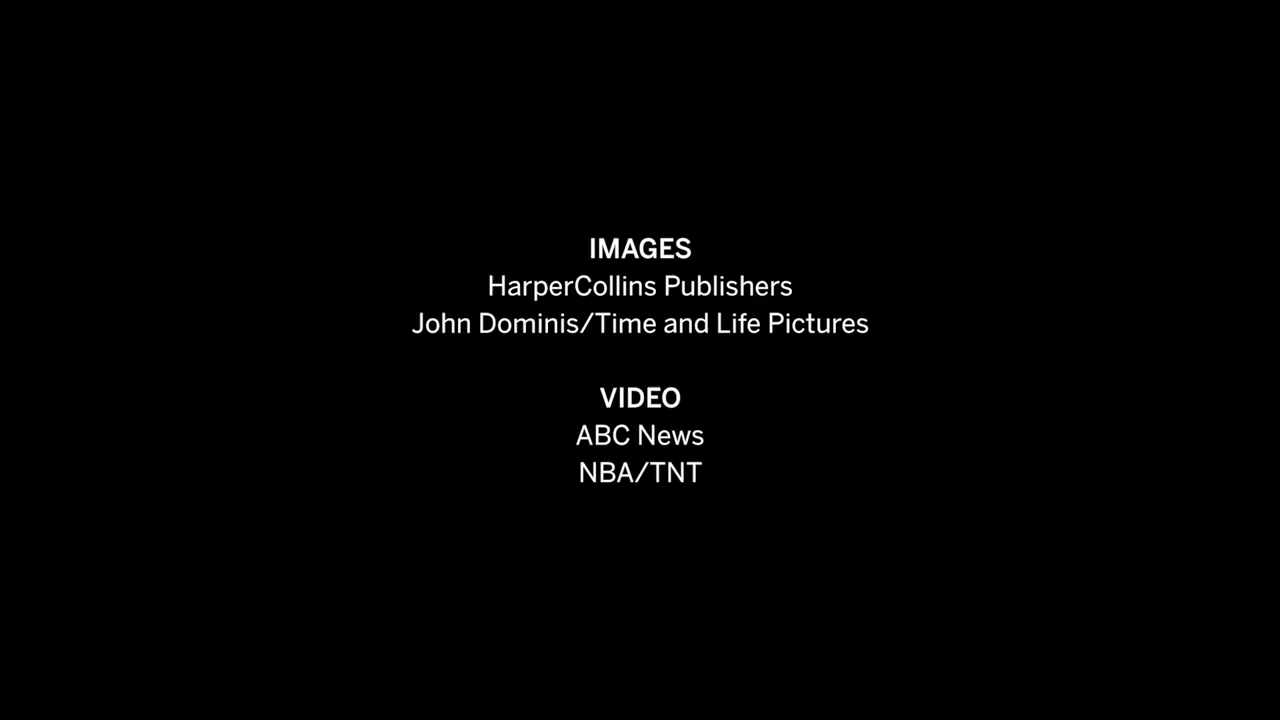 IMAGES
HarperCollins Publishers
John Dominis/Time and Life Pictures
VIDEO
ABC News
NBA/TNT